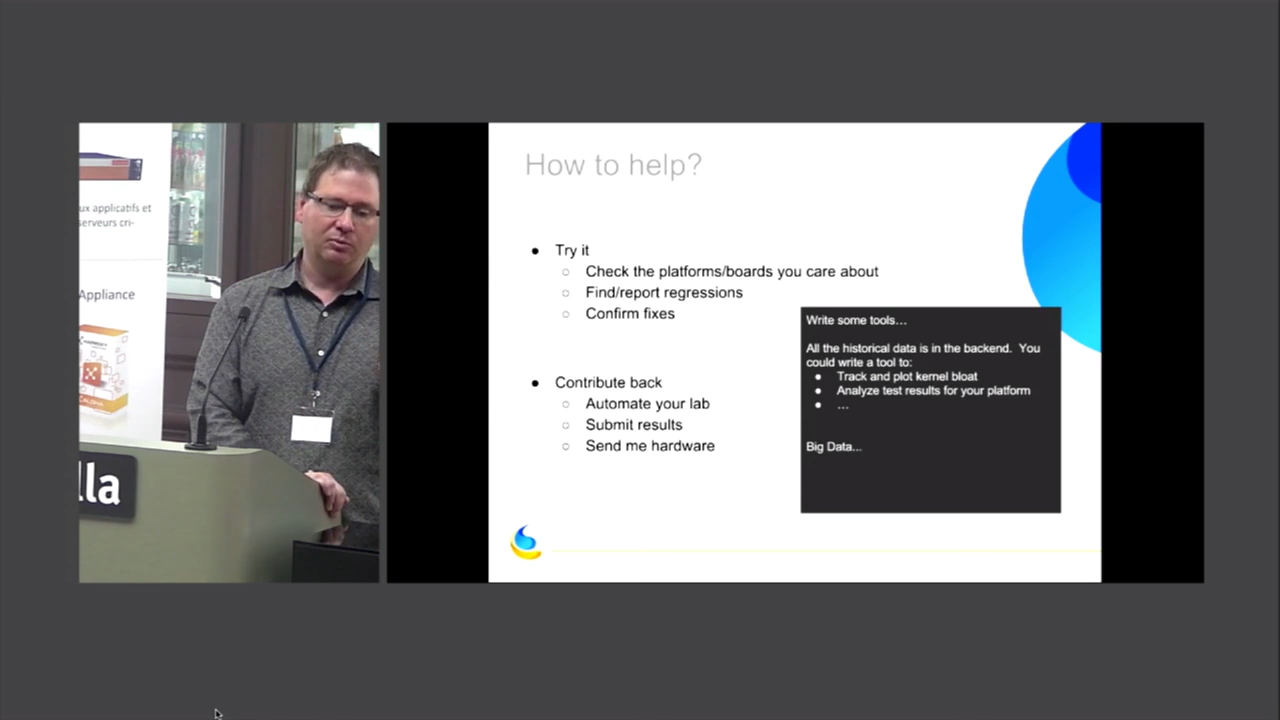 ux applicatifs et
serveurs cri-
Appliance
lla
How to help?
● Try it
○ Check the platforms/boards you care about
○ Find/report regressions
○ Confirm fixes
● Contribute back
○ Automate your lab
○ Submit results
○ Send me hardware
Write some tools...
All the historical data is in the backend. You
could write a tool to:
● Track and plot kernel bloat
● Analyze test results for your platform
● ...
Big Data...